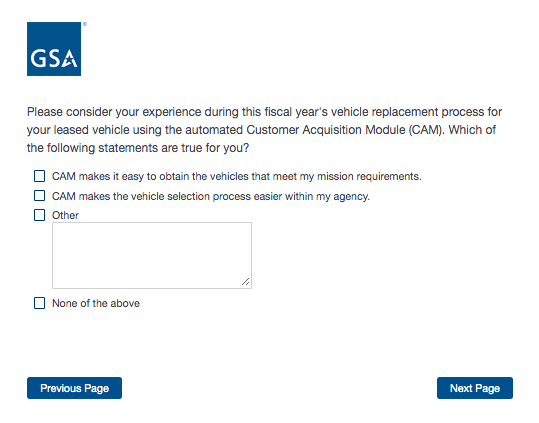 GSA
Please consider your experience during this fiscal year's vehicle replacement process for
your leased vehicle using the automated Customer Acquisition Module (CAM). Which of
the following statements are true for you?
CAM makes it easy to obtain the vehicles that meet my mission requirements.
CAM makes the vehicle selection process easier within my agency.
Other
None of the above
Previous Page
Next Page